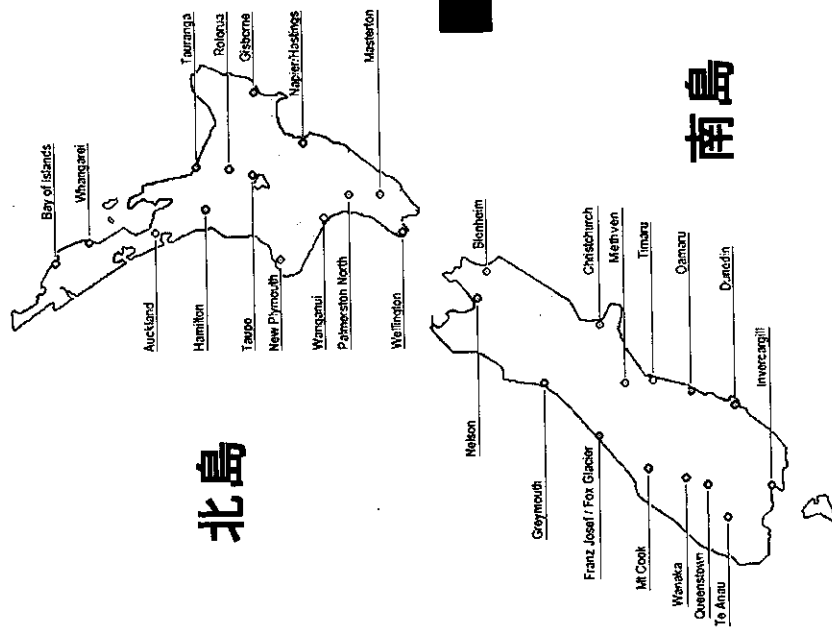 Bay of Islands
Whangarei
Tauranga
Rotorua
Gisborne
Napier/Hastings
Masterton
Auckland
Hamilton
Taupo
New Plymouth
Wanganui
Palmerston North
Wellington
北島
Nelson
Greymouth
Franz Josef / Fox Glacier
Mt Cook
Wanaka
Queenstown
Te Anau
Blenheim
Christchurch
Methven
Timaru
Oamaru
Dunedin
Invercargill
南島